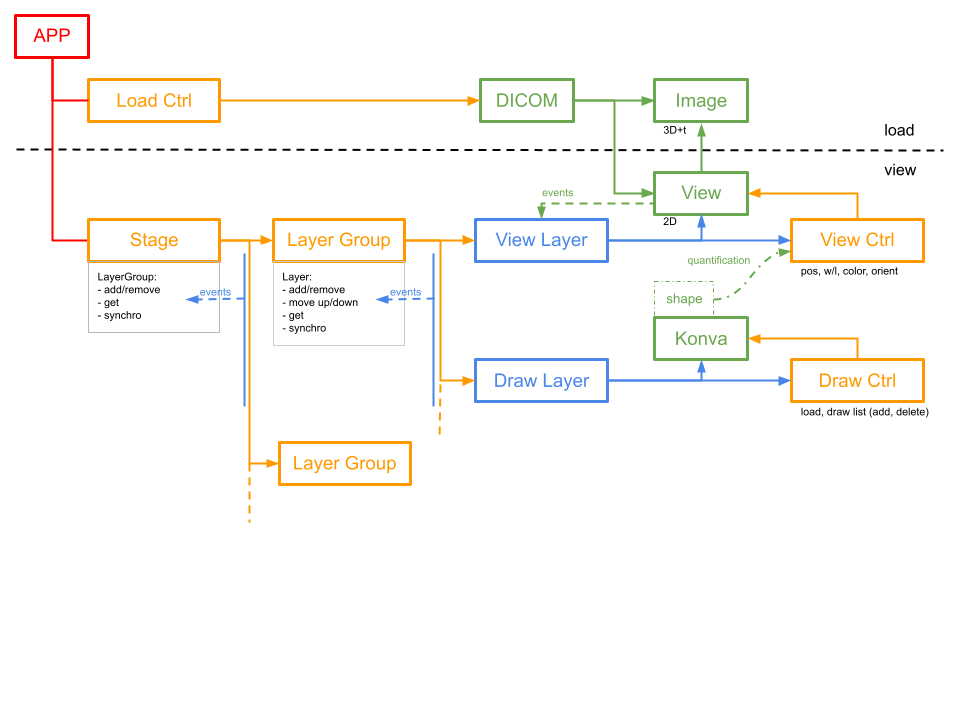 APP
Load Ctrl
DICOM
Image
3D+t
load
view
View
events
2D
Stage
Layer Group
View Layer
View Ctrl
quantification
pos, w/l, color, orient
LayerGroup:
- add/remove
- get
- synchro
events
Layer:
- add/remove
- move up/down
- get
- synchro
events
shape
Konva
Draw Layer
Draw Ctrl
load, draw list (add, delete)
Layer Group